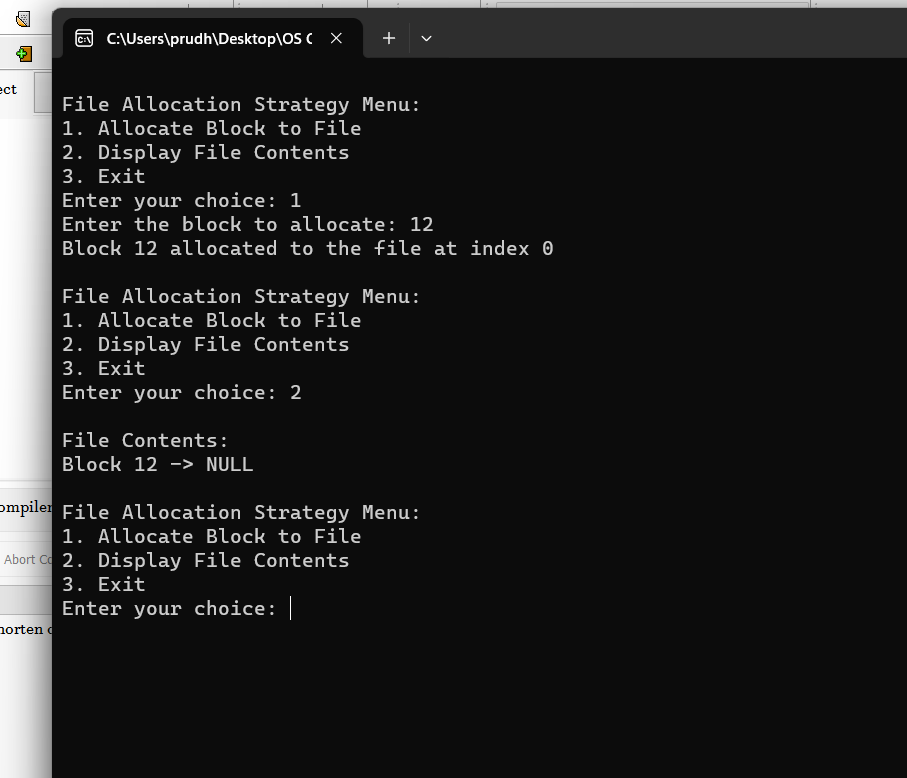 C:\Users\prudh\Desktop\OS C
ect
File Allocation Strategy Menu:
1. Allocate Block to File
2. Display File Contents
3. Exit
Enter your choice: 1
Enter the block to allocate: 12
Block 12 allocated to the file at index 0
File Allocation Strategy Menu:
1. Allocate Block to File
2. Display File Contents
3. Exit
Enter your choice: 2
File Contents:
Block 12 -> NULL
ompiler
File Allocation Strategy Menu:
1. Allocate Block to File
Abort Co
2. Display File Contents
3. Exit
Enter your choice:
horten c